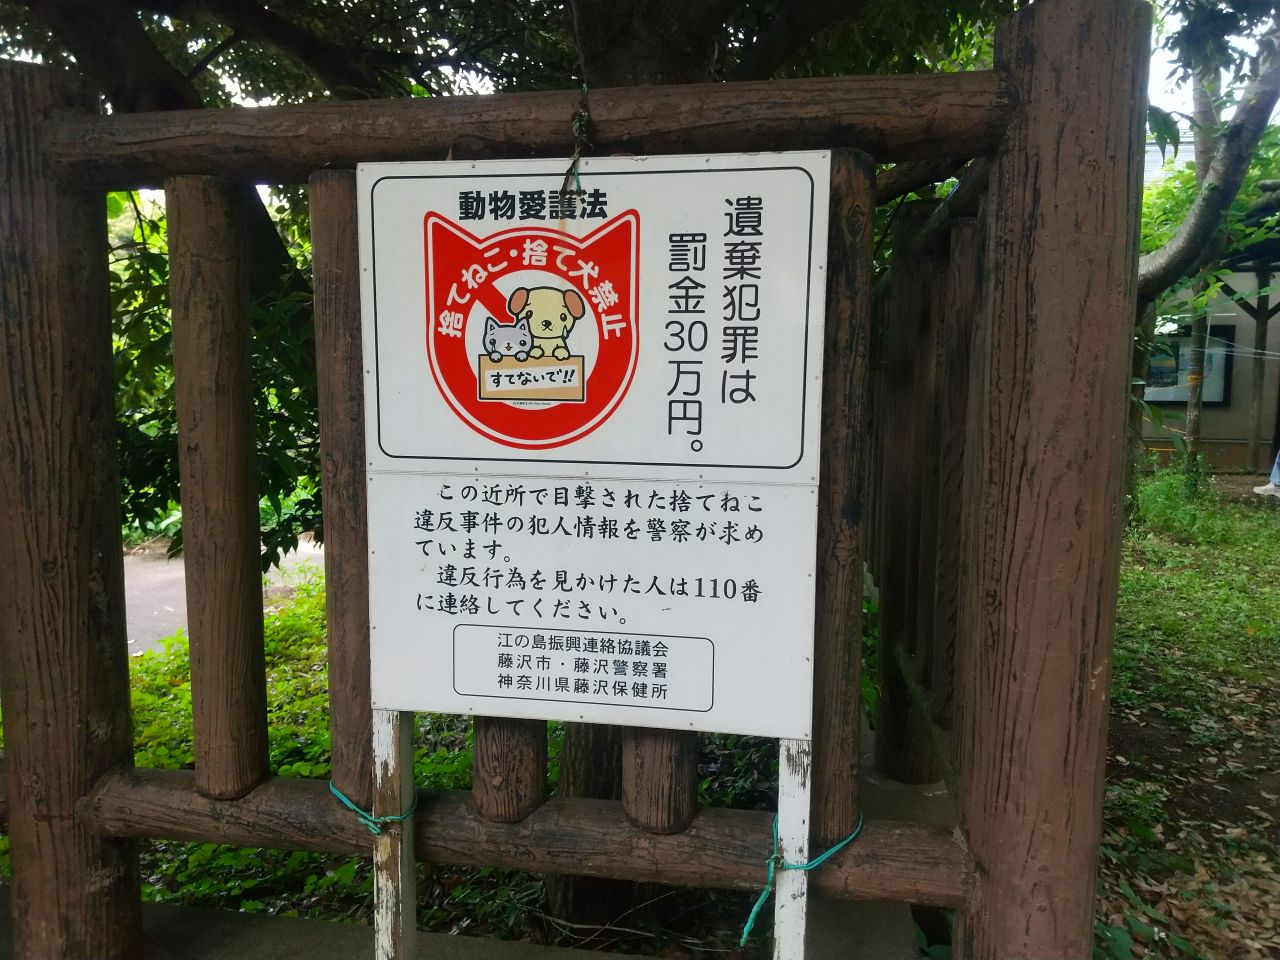 動物愛護法
捨てねこ・捨て犬禁止
すてないで!!
遺棄犯罪は
罰金30万円。
この近所で目撃された捨てねこ
違反事件の犯人情報を警察が求め
ています。
違反行為を見かけた人は110番
に連絡してください。
江の島振興連絡協議会
藤沢市・藤沢警察署
神奈川県藤沢保健所